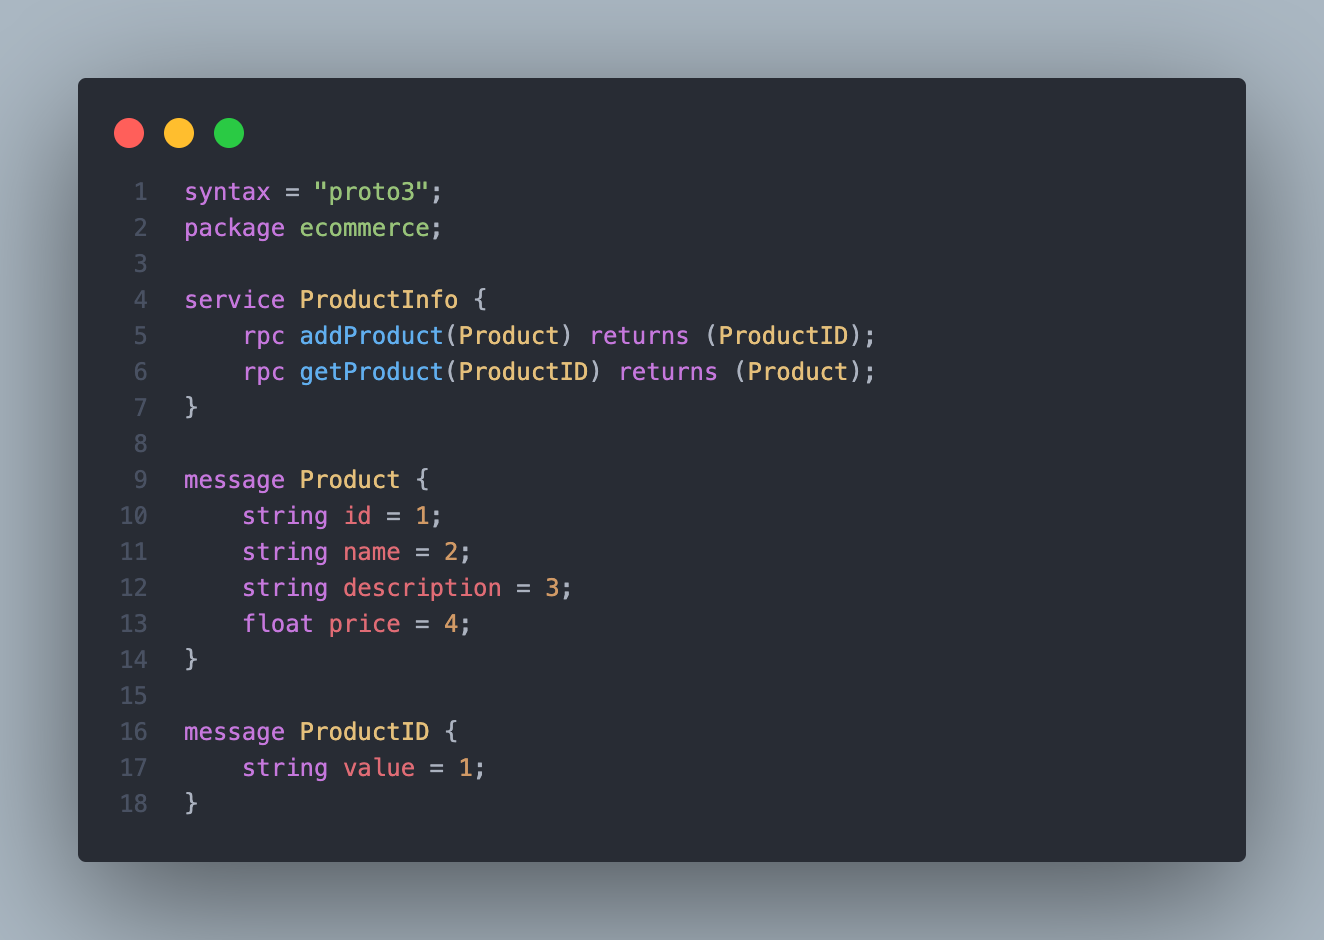 1 syntax = "proto3";
2 package ecommerce;
3
4 service ProductInfo {
5     rpc addProduct(Product) returns (ProductID);
6     rpc getProduct(ProductID) returns (Product);
7 }
8
9 message Product {
10     string id = 1;
11     string name = 2;
12     string description = 3;
13     float price = 4;
14 }
15
16 message ProductID {
17     string value = 1;
18 }